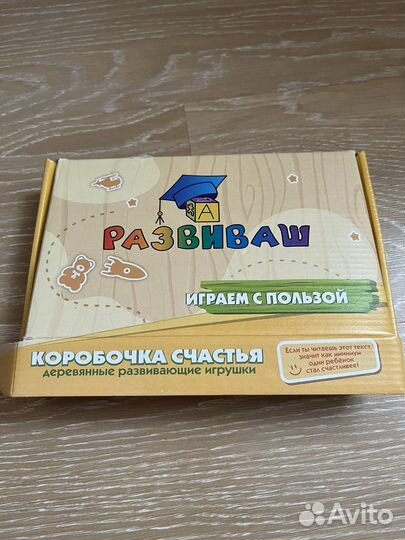 А
РАЗВИВАШ
ИГРАЕМ С ПОЛЬЗОЙ
КОРОБОЧКА СЧАСТЬЯ
деревянные развивающие игрушки
Если ты читаешь этот текст,
значит как минимум
один ребёнок
стал счастливее!
Avito